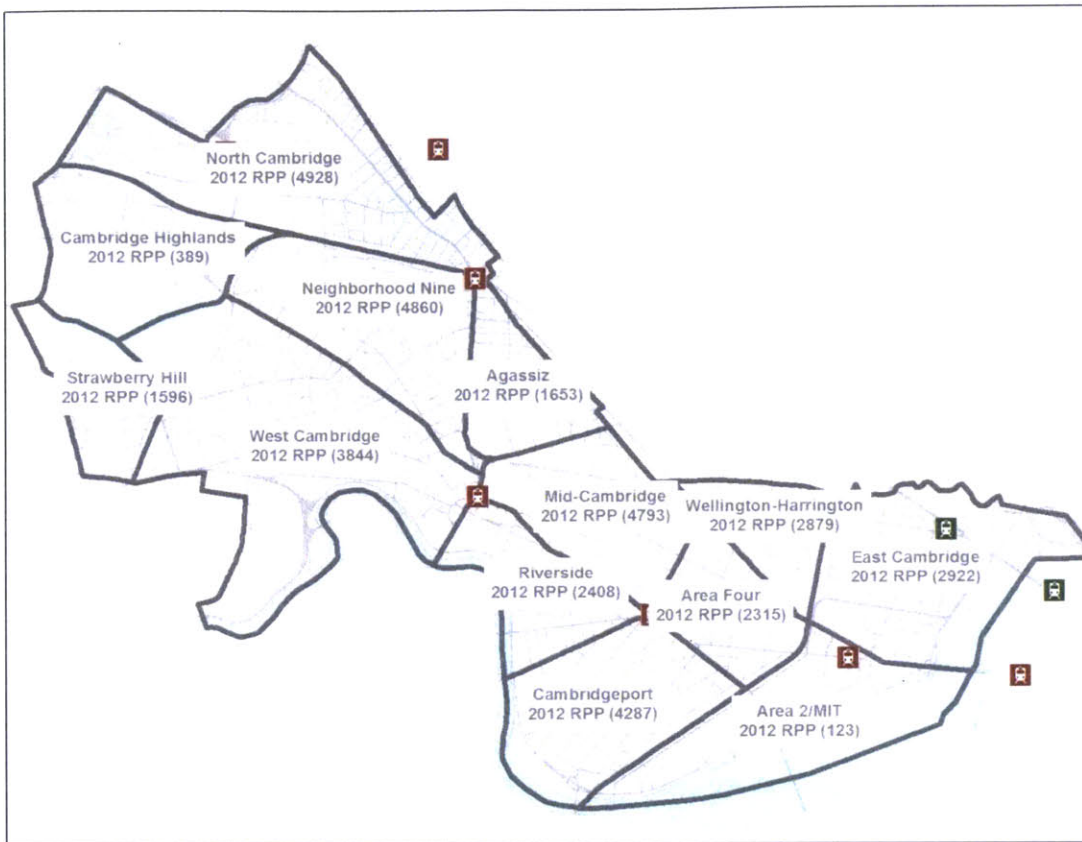 North Cambridge
2012 RPP (4928)
Cambridge Highlands
2012 RPP (389)
Neighborhood Nine
2012 RPP (4860)
Strawberry Hill
2012 RPP (1596)
Agassiz
2012 RPP (1653)
West Cambridge
2012 RPP (3844)
Mid-Cambridge
2012 RPP (4793)
Wellington-Harrington
2012 RPP (2879)
East Cambridge
2012 RPP (2922)
Riverside
2012 RPP (2408)
Area Four
2012 RPP (2315)
Cambridgeport
2012 RPP (4287)
Area 2/MIT
2012 RPP (123)